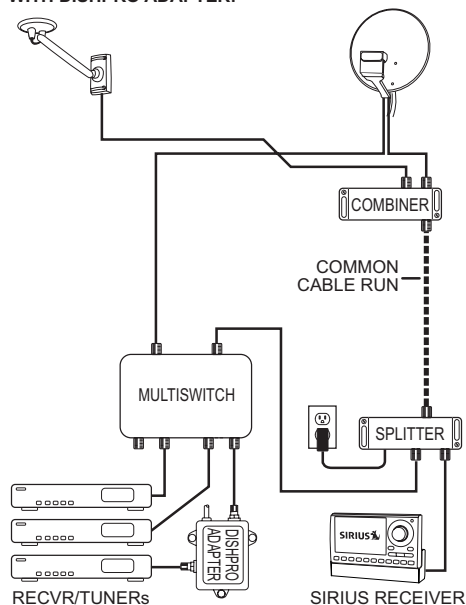 WITH DISHPRO ADAPTER:
COMBINER
COMMON
CABLE RUN
MULTISWITCH
SPLITTER
DISHPRO
ADAPTER
SIRIUS
RECVR/TUNERs
SIRIUS RECEIVER